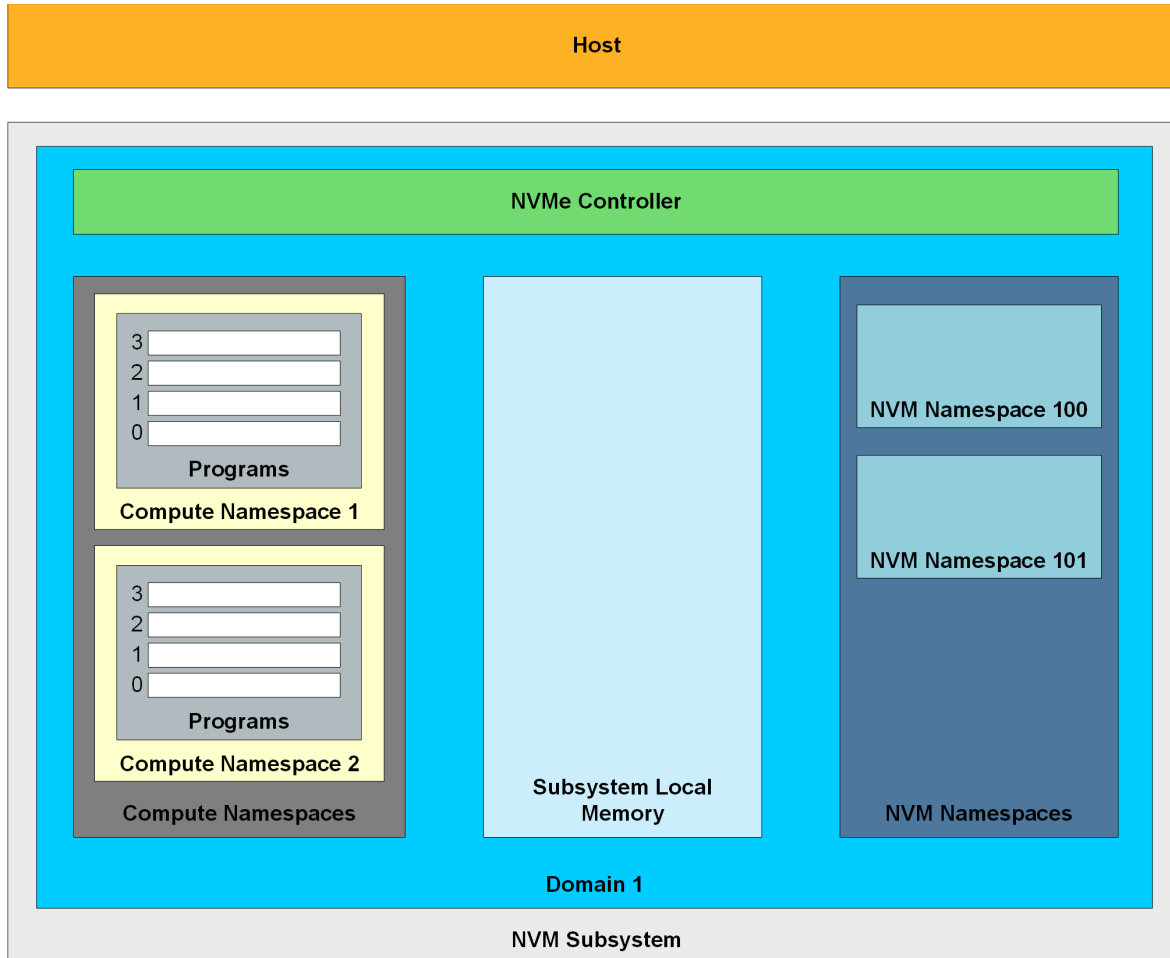 Host
NVMe Controller
3
2
1
0
Programs
Compute Namespace 1
3
2
1
0
Programs
Compute Namespace 2
Compute Namespaces
Subsystem Local
Memory
NVM Namespace 100
NVM Namespace 101
NVM Namespaces
Domain 1
NVM Subsystem